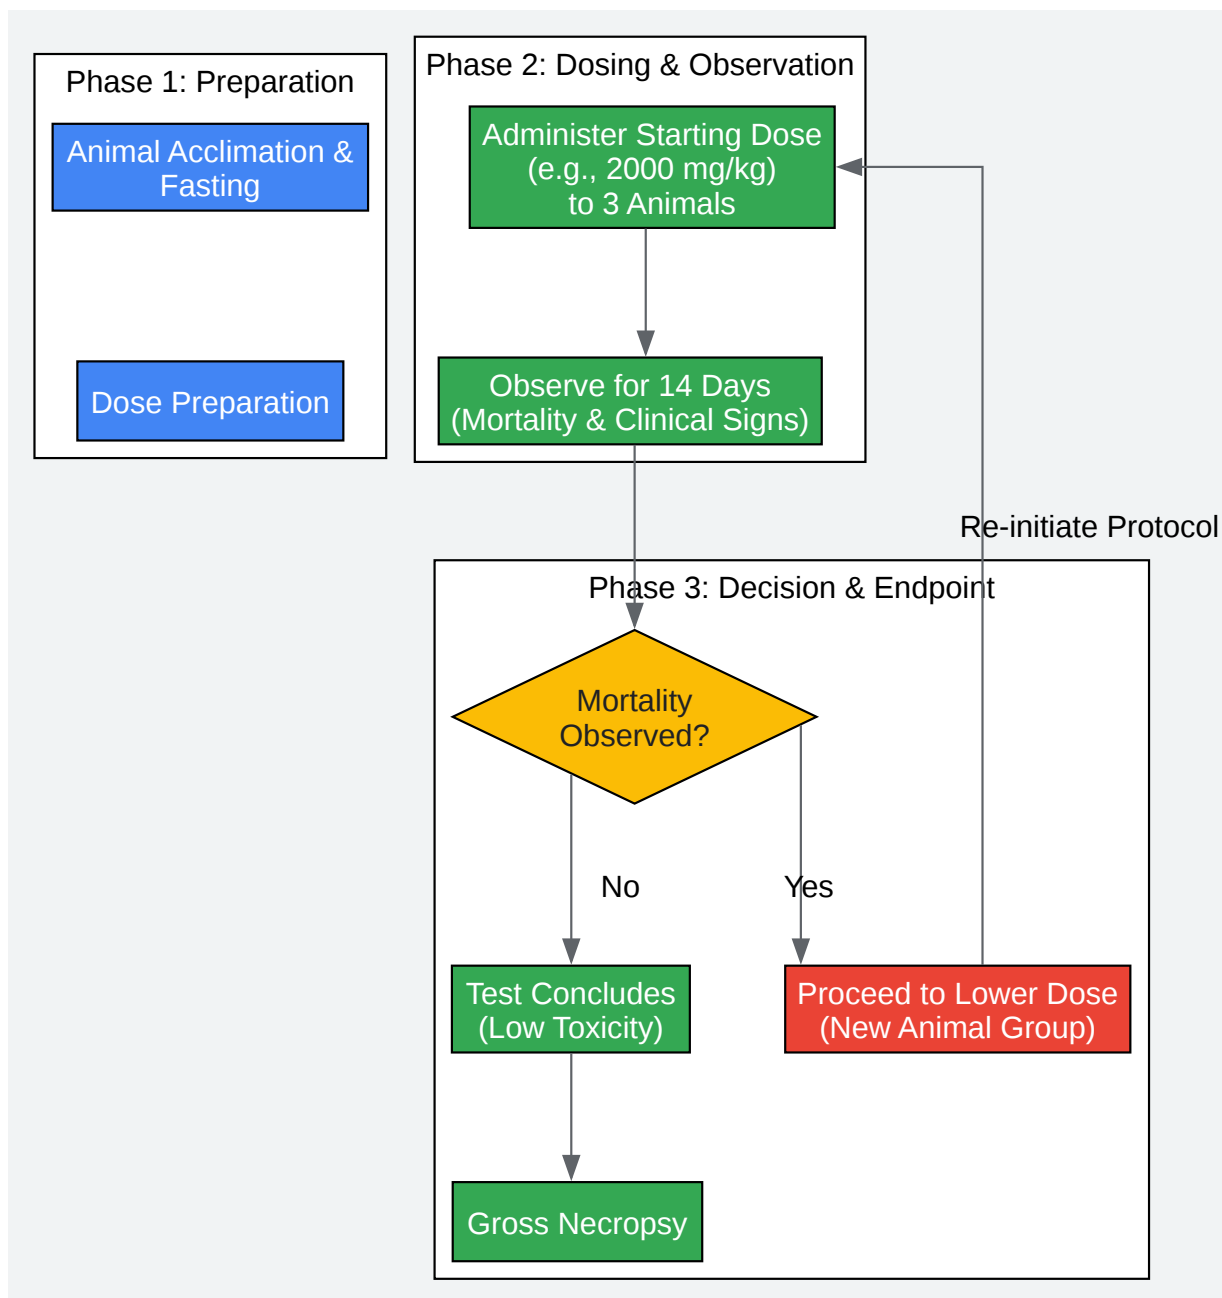 Phase 1: Preparation
Animal Acclimation &
Fasting
Dose Preparation
Phase 2: Dosing & Observation
Administer Starting Dose
(e.g., 2000 mg/kg)
to 3 Animals
Observe for 14 Days
(Mortality & Clinical Signs)
Re-initiate Protocol
Phase 3: Decision & Endpoint
Mortality
Observed?
No
Yes
Test Concludes
(Low Toxicity)
Proceed to Lower Dose
(New Animal Group)
Gross Necropsy